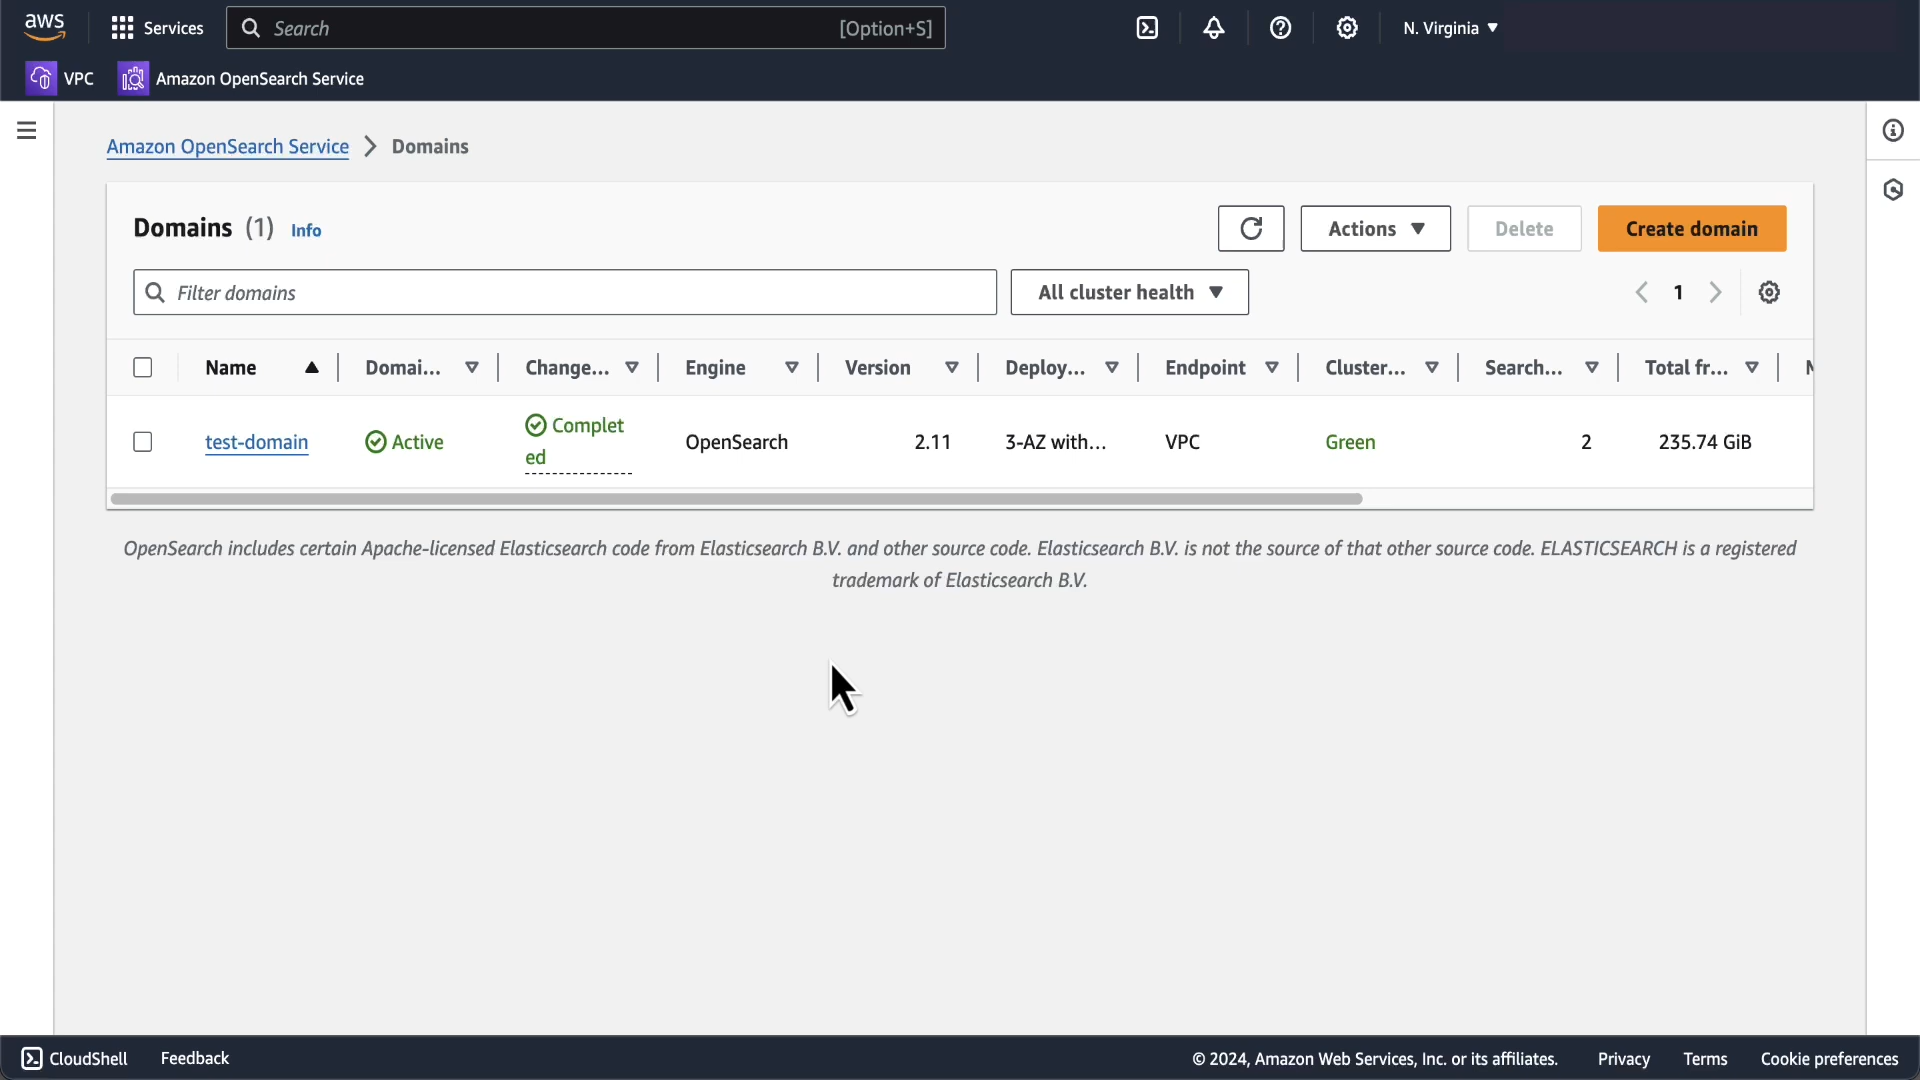 aws Services Search [Option+S] N. Virginia
VPC Amazon OpenSearch Service
Amazon OpenSearch Service > Domains
Domains (1) Info Actions Delete Create domain
Filter domains All cluster health 1
Name Domai... Change... Engine Version Deploy... Endpoint Cluster... Search... Total fr...
test-domain Active Complet
ed OpenSearch 2.11 3-AZ with... VPC Green 2 235.74 GiB
OpenSearch includes certain Apache-licensed Elasticsearch code from Elasticsearch B.V. and other source code. Elasticsearch B.V. is not the source of that other source code. ELASTICSEARCH is a registered
trademark of Elasticsearch B.V.
CloudShell Feedback © 2024, Amazon Web Services, Inc. or its affiliates. Privacy Terms Cookie preferences